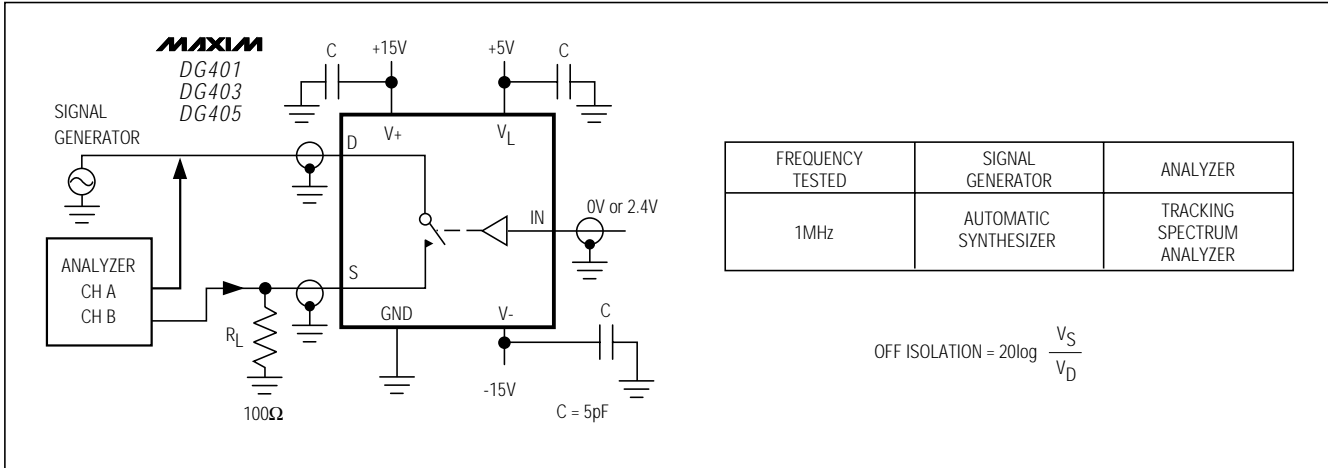 MAXIM
DG401
DG403
DG405
C
+15V
+5V
C
SIGNAL
GENERATOR
D
V+
VL
IN
0V or 2.4V
ANALYZER
CH A
CH B
S
RL
100Ω
GND
V-
C
-15V
C = 5pF
FREQUENCY
TESTED
SIGNAL
GENERATOR
ANALYZER
1MHz
AUTOMATIC
SYNTHESIZER
TRACKING
SPECTRUM
ANALYZER
OFF ISOLATION = 20log VS
VD